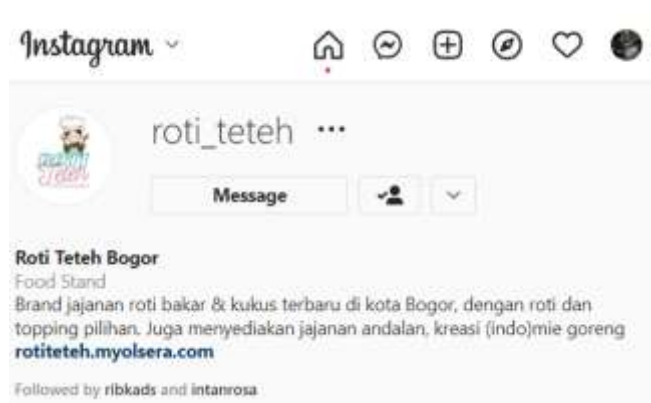 Instagram
roti_teteh ...
Teteh
Message
Roti Teteh Bogor
Food Stand
Brand jajanan roti bakar & kukus terbaru di kota Bogor, dengan roti dan
topping pilihan. Juga menyediakan jajanan andalan, kreasi (indo)mie goreng
rotiteteh.myolsera.com
Followed by ribkads and intanrosa